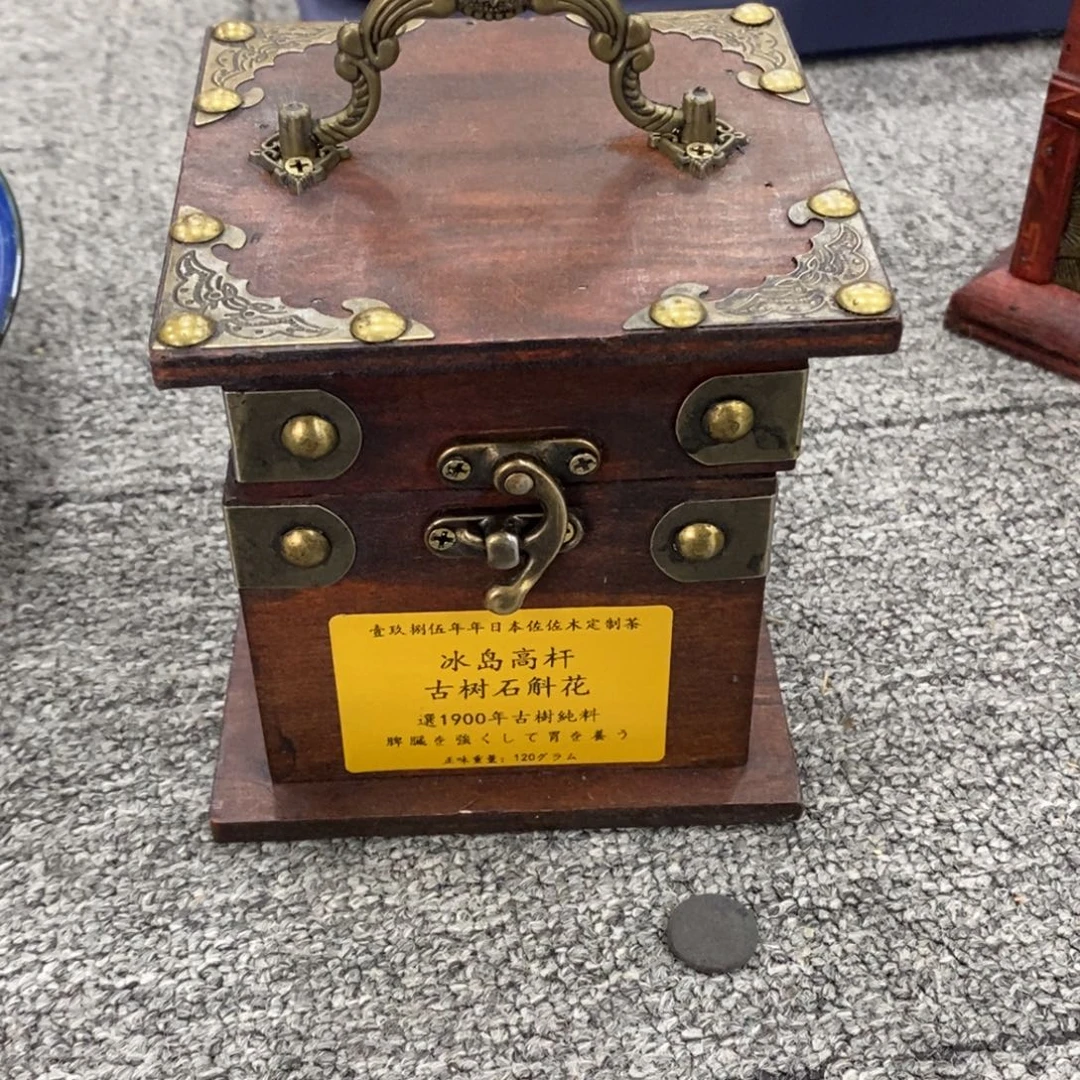 壹玖捌伍年年日本佐佐木定制茶
冰岛高杆
古树石斛花
選1900年古樹純料
脾臓を強くして胃を養う
正味重量：120グラム